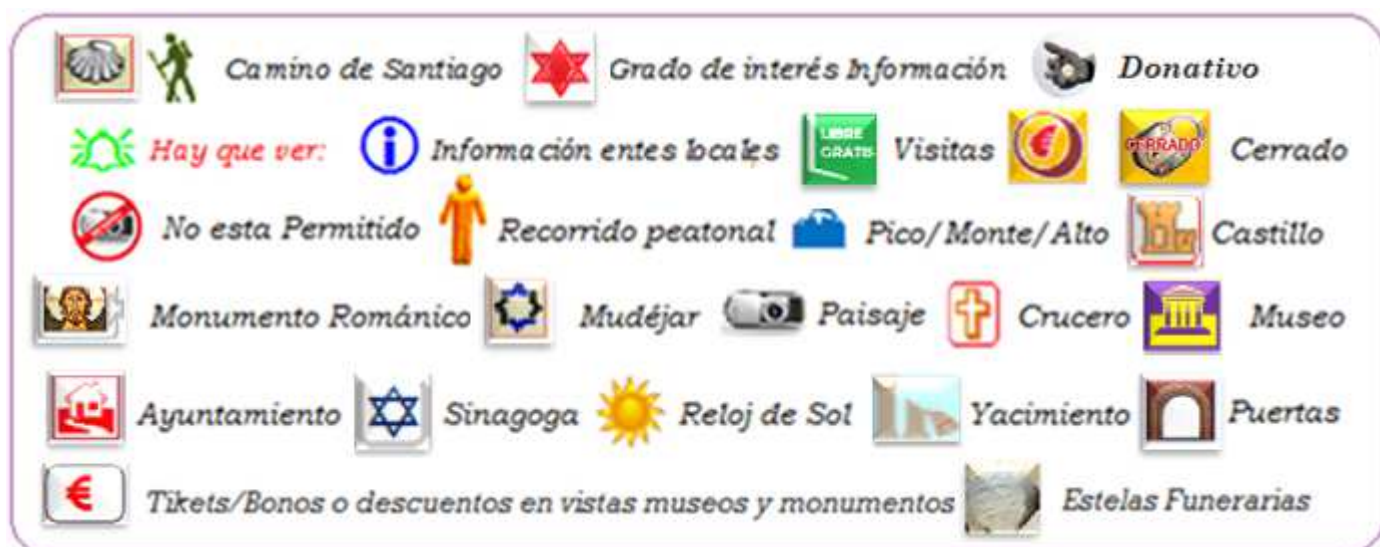 Camino de Santiago Grado de interés Información Donativo
Hay que ver: Información entes locales LIBRE GRATIS Visitas € CERRADO Cerrado
No esta Permitido Recorrido peatonal Pico/Monte/Alto Castillo
Monumento Románico Mudéjar Paisaje Crucero Museo
Ayuntamiento Sinagoga Reloj de Sol Yacimiento Puertas
€ Tikets/Bonos o descuentos en vistas museos y monumentos Estelas Funerarias